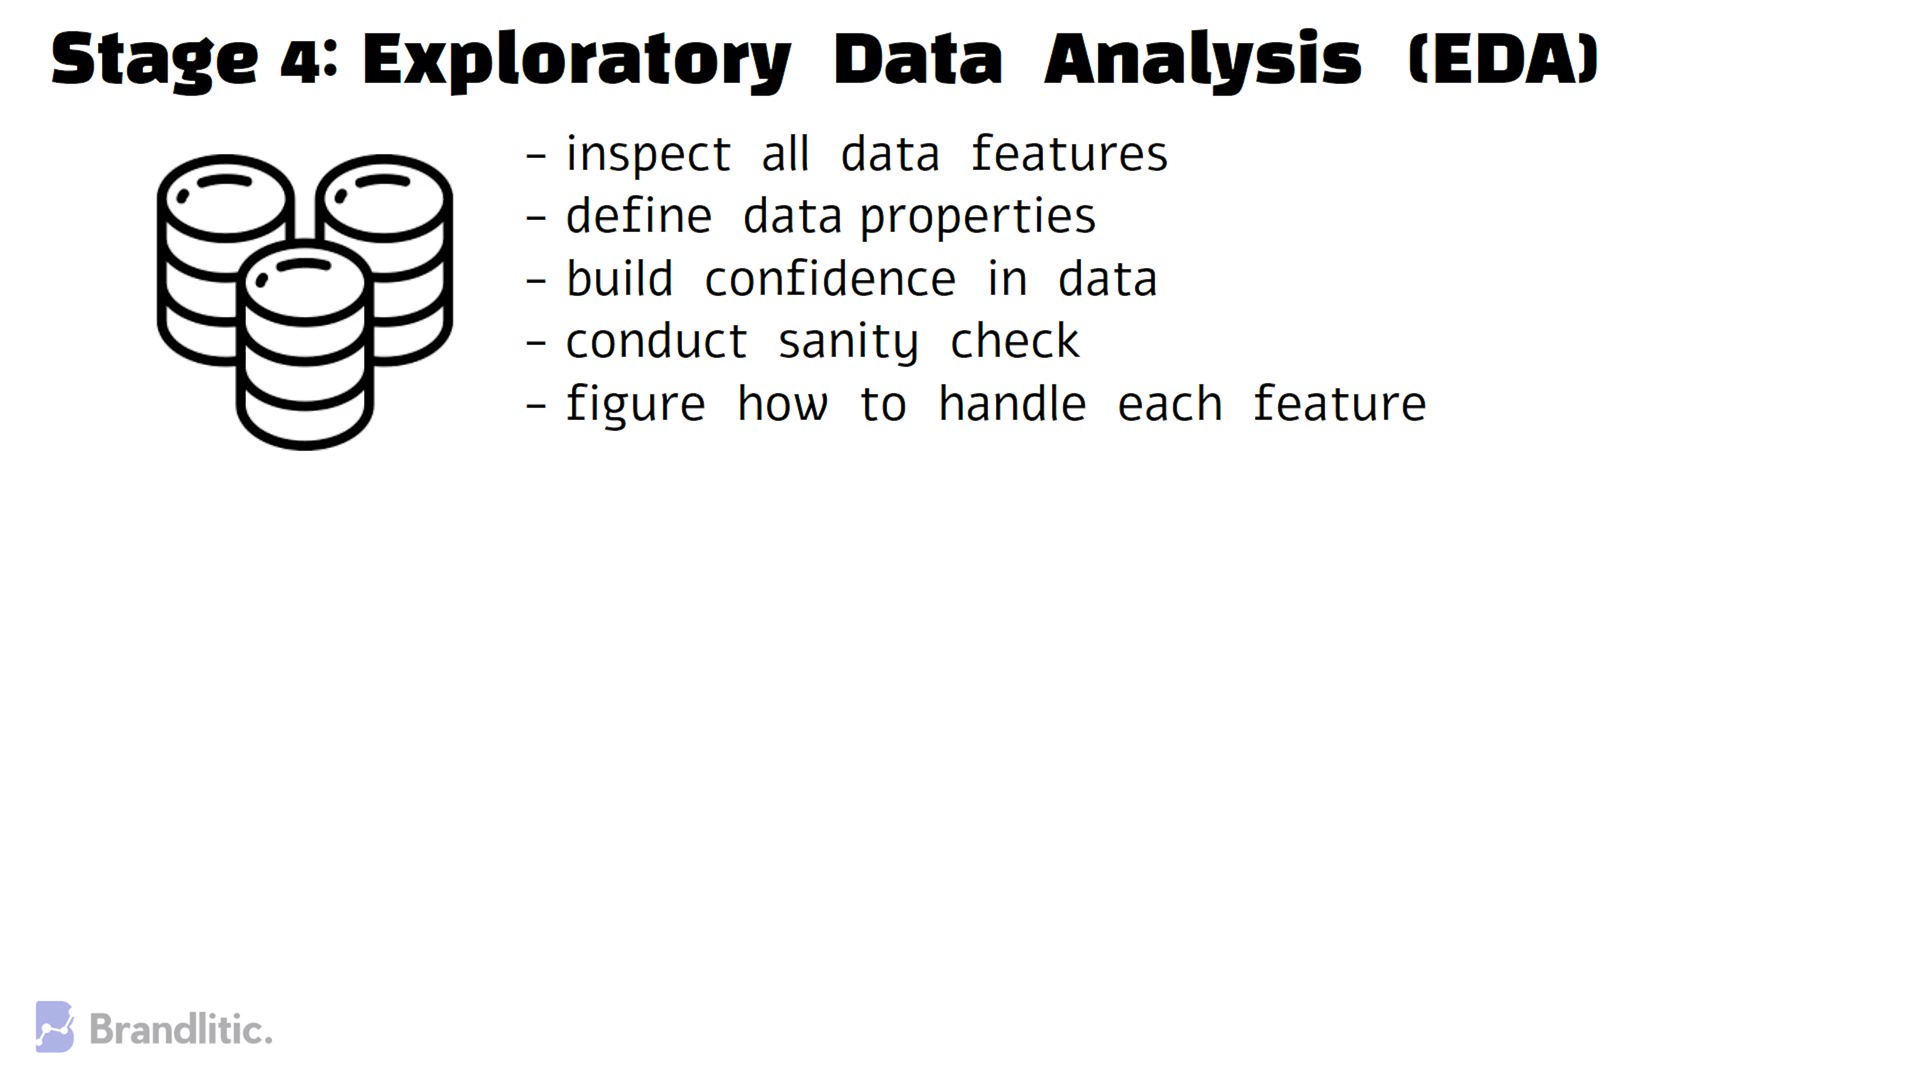 Stage 4: Exploratory Data Analysis (EDA)
- inspect all data features
- define data properties
- build confidence in data
- conduct sanity check
- figure how to handle each feature
Brandlitic.